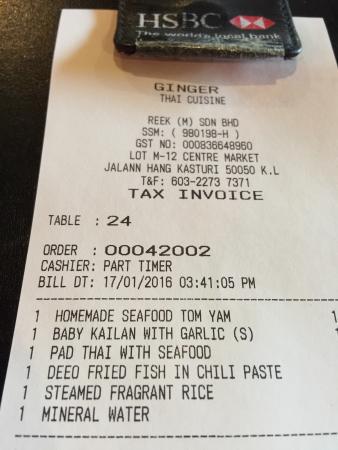 HSBC
The world's local bank
GINGER
THAI CUISINE
REEK (M) SDN BHD
SSM: ( 980198-H )
GST NO: 000836648960
LOT M-12 CENTRE MARKET
JALANN HANG KASTURI 50050 K.L
T&F: 603-2273 7371
TAX INVOICE
TABLE : 24
ORDER : 00042002
CASHIER: PART TIMER
BILL DT: 17/01/2016 03:41:05 PM
1 HOMEMADE SEAFOOD TOM YAM 1
1 BABY KAILAN WITH GARLIC (S)
1 PAD THAI WITH SEAFOOD
1 DEEO FRIED FISH IN CHILI PASTE
1 STEAMED FRAGRANT RICE
1 MINERAL WATER